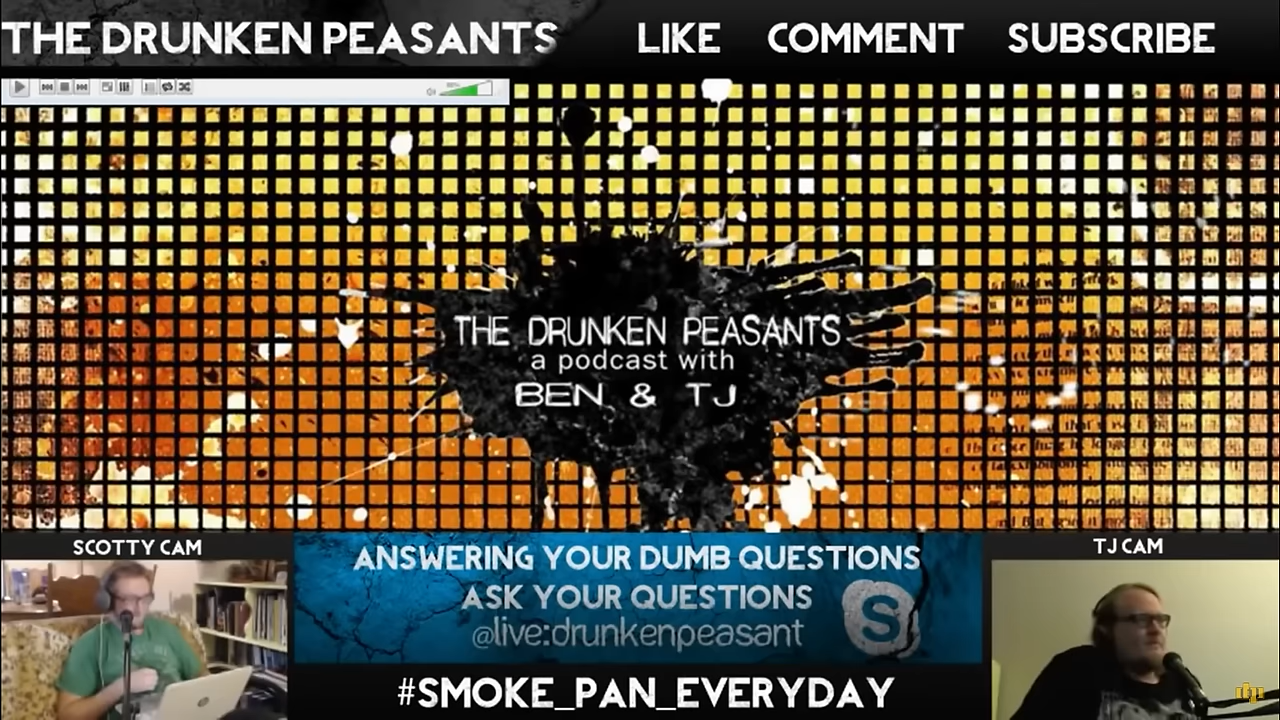 THE DRUNKEN PEASANTS
LIKE COMMENT SUBSCRIBE
THE DRUNKEN PEASANTS
a podcast with
BEN & TJ
SCOTTY CAM
ANSWERING YOUR DUMB QUESTIONS
ASK YOUR QUESTIONS
@live:drunkenpeasant
S
TJ CAM
#SMOKE_PAN_EVERYDAY
dp